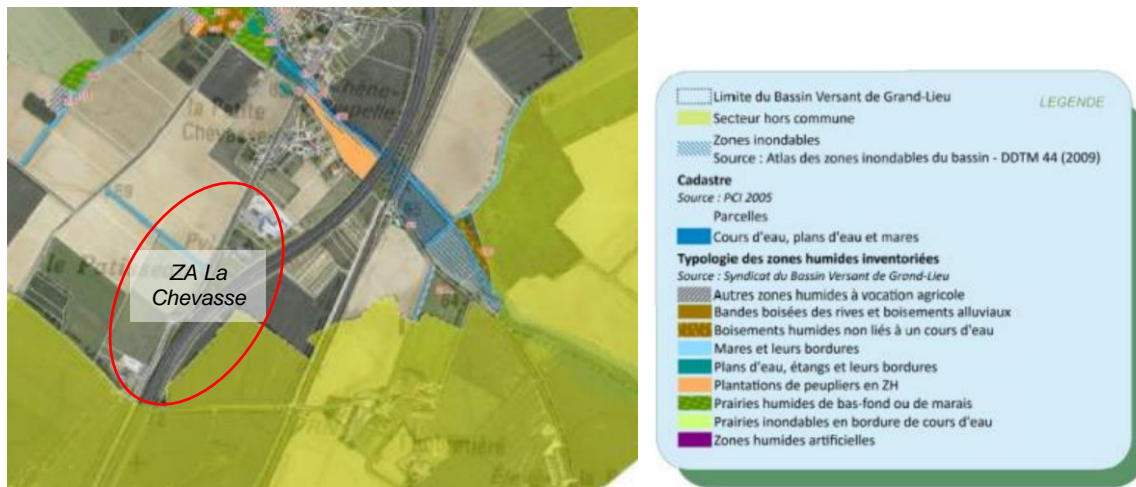 la Petite
Chevasse
ZA La
Chevasse
LEGENDE
Limite du Bassin Versant de Grand-Lieu
Secteur hors commune
Zones inondables
Source : Atlas des zones inondables du bassin - DDTM 44 (2009)
Cadastre
Source : PCI 2005
Parcelles
Cours d'eau, plans d'eau et mares
Typologie des zones humides inventoriées
Source : Syndicat du Bassin Versant de Grand-Lieu
Autres zones humides à vocation agricole
Bandes boisées des rives et boisements alluviaux
Boisements humides non liés à un cours d'eau
Mares et leurs bordures
Plans d'eau, étangs et leurs bordures
Plantations de peupliers en ZH
Prairies humides de bas-fond ou de marais
Prairies inondables en bordure de cours d'eau
Zones humides artificielles